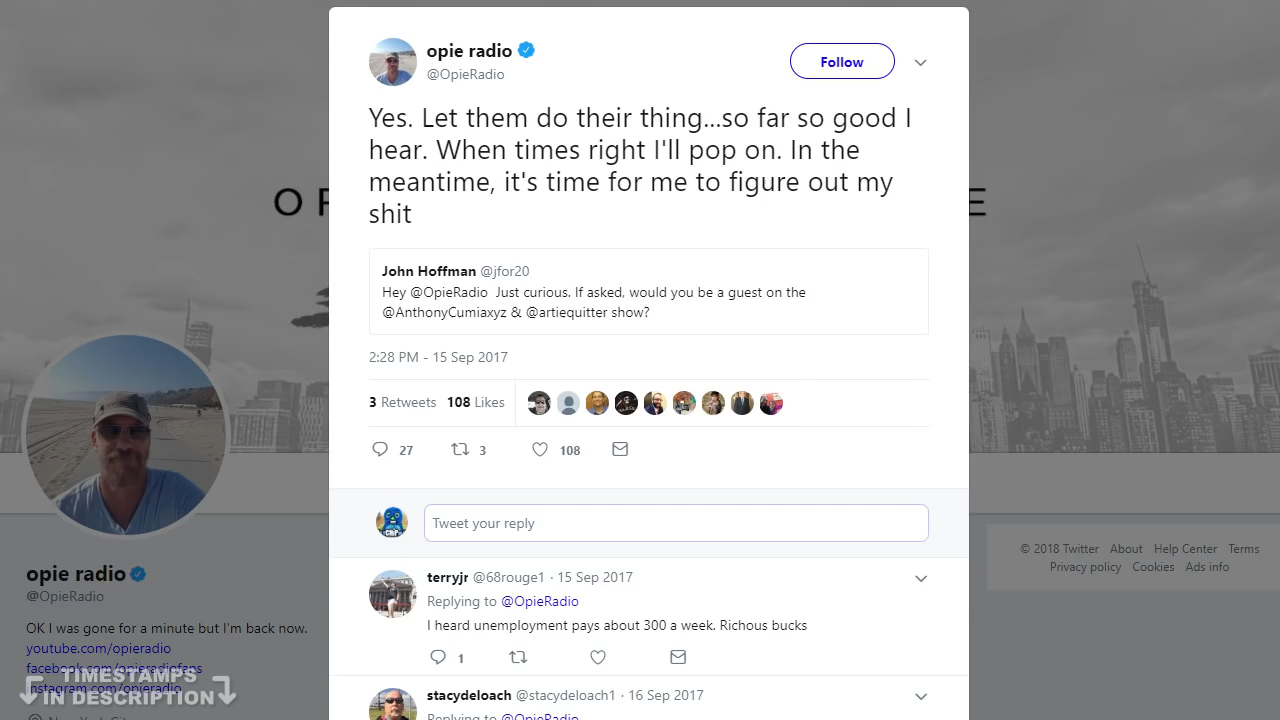 opie radio
@OpieRadio
Follow
Yes. Let them do their thing...so far so good I
hear. When times right I'll pop on. In the
meantime, it's time for me to figure out my
shit
John Hoffman @jfor20
Hey @OpieRadio Just curious. If asked, would you be a guest on the
@AnthonyCumiaxyz & @artiequitter show?
2:28 PM - 15 Sep 2017
3 Retweets 108 Likes
27 3 108
Tweet your reply
terryjr @68rouge1 · 15 Sep 2017
Replying to @OpieRadio
I heard unemployment pays about 300 a week. Richous bucks
1
stacydeloach @stacydeloach1 · 16 Sep 2017
Replying to @OpieRadio
O
E
opie radio
@OpieRadio
OK I was gone for a minute but I'm back now.
youtube.com/opieradio
facebook.com/opieradiofans
instagram.com/opieradio
New York City
TIMESTAMPS
IN DESCRIPTION
© 2018 Twitter About Help Center Terms
Privacy policy Cookies Ads info